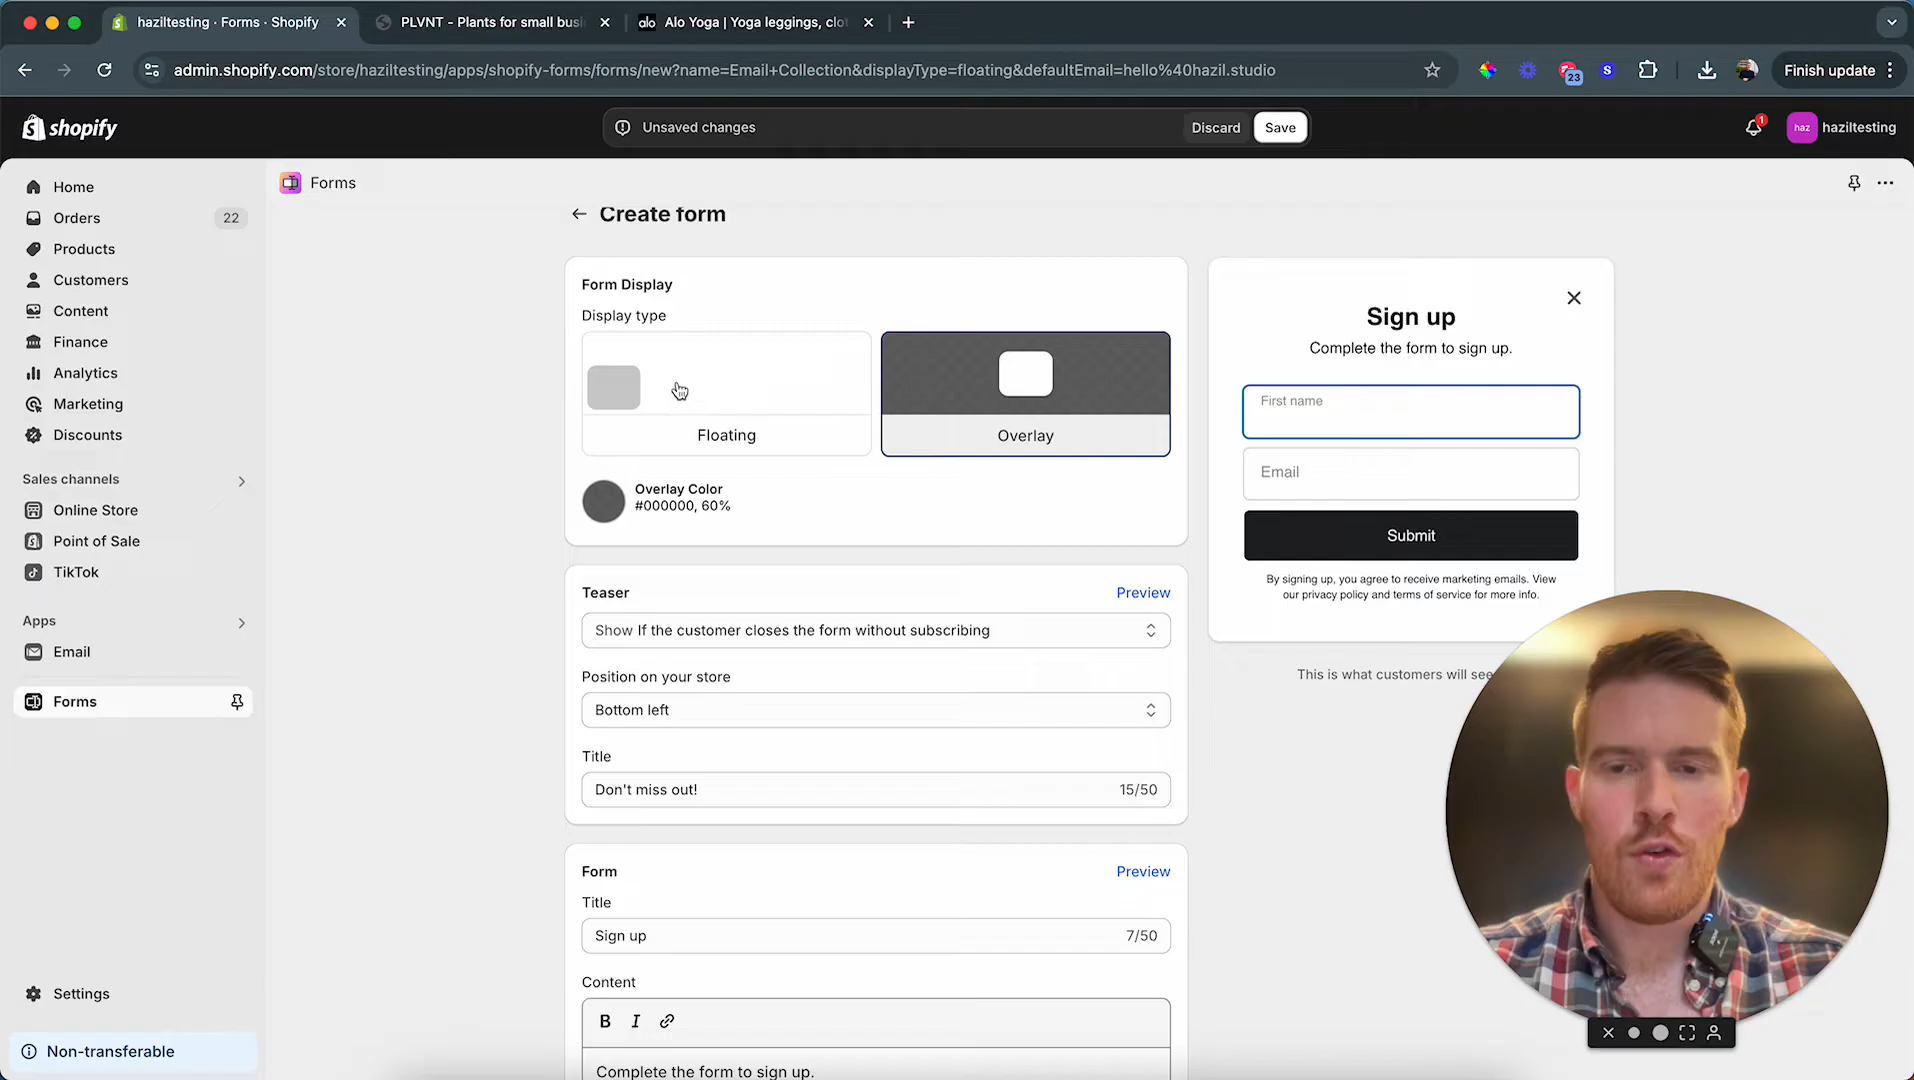 haziltesting · Forms · Shopify
PLVNT - Plants for small busi
alo
Alo Yoga | Yoga leggings, clot
admin.shopify.com/store/haziltesting/apps/shopify-forms/forms/new?name=Email+Collection&displayType=floating&defaultEmail=hello%40hazil.studio
23
S
Finish update
shopify
Unsaved changes
Discard
Save
1
haz
haziltesting
Home
Orders
22
Products
Customers
Content
Finance
Analytics
Marketing
Discounts
Sales channels
Online Store
Point of Sale
TikTok
Apps
Email
Forms
Settings
Non-transferable
Forms
Create form
Form Display
Display type
Floating
Overlay
Overlay Color
#000000, 60%
Teaser
Preview
Show If the customer closes the form without subscribing
Position on your store
Bottom left
Title
Don't miss out!
15/50
Form
Preview
Title
Sign up
7/50
Content
B I
Complete the form to sign up.
Sign up
Complete the form to sign up.
First name
Email
Submit
By signing up, you agree to receive marketing emails. View
our privacy policy and terms of service for more info.
This is what customers will see